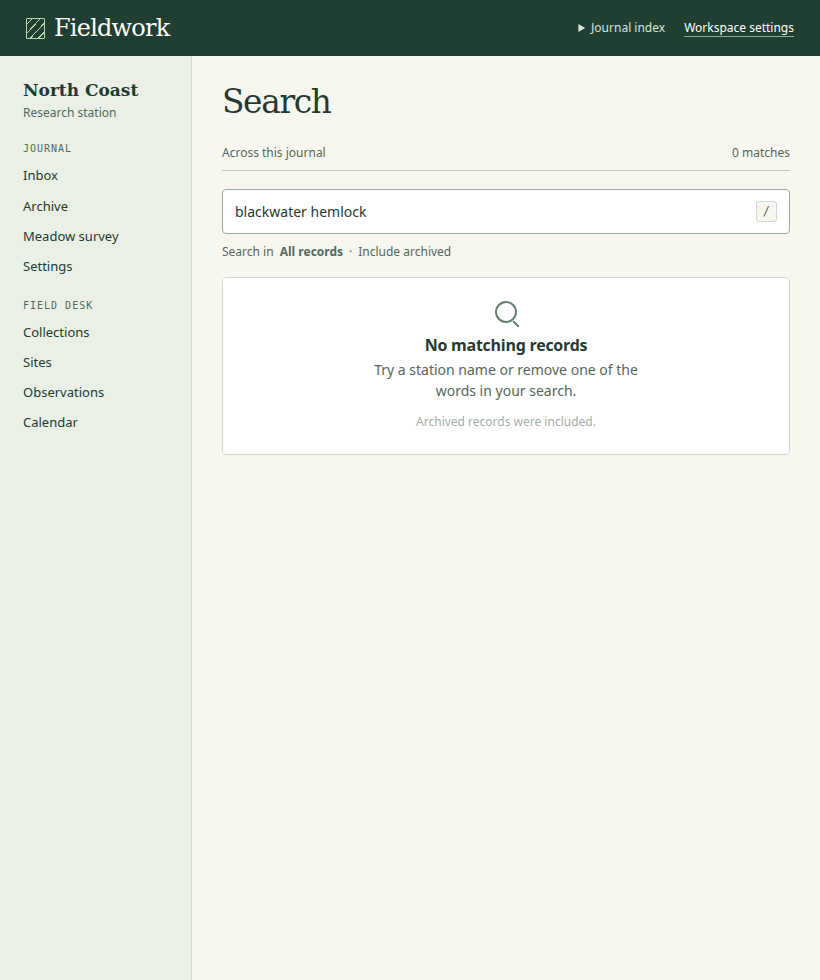 Fieldwork
Journal index
Workspace settings
North Coast
Research station
JOURNAL
Inbox
Archive
Meadow survey
Settings
FIELD DESK
Collections
Sites
Observations
Calendar
Search
Across this journal
0 matches
blackwater hemlock
/
Search in All records · Include archived
No matching records
Try a station name or remove one of the
words in your search.
Archived records were included.